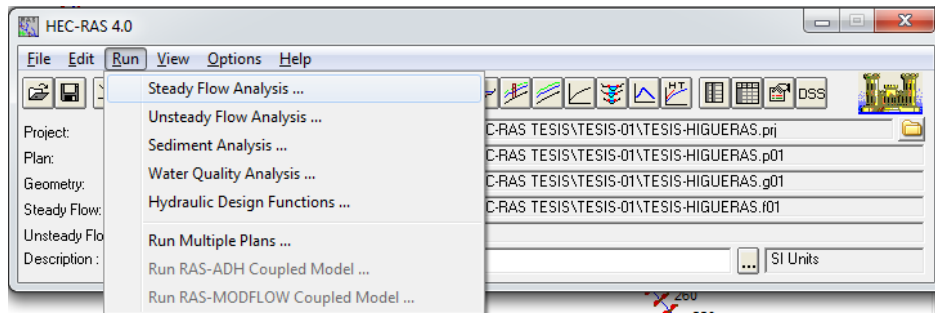 HEC-RAS 4.0
File Edit Run View Options Help
Steady Flow Analysis ...
Unsteady Flow Analysis ...
Sediment Analysis ...
Water Quality Analysis ...
Hydraulic Design Functions ...
Run Multiple Plans ...
Run RAS-ADH Coupled Model ...
Run RAS-MODFLOW Coupled Model ...
HT DSS
Project: C-RAS TESIS\TESIS-01\TESIS-HIGUERAS.prj
Plan: C-RAS TESIS\TESIS-01\TESIS-HIGUERAS.p01
Geometry: C-RAS TESIS\TESIS-01\TESIS-HIGUERAS.g01
Steady Flow: C-RAS TESIS\TESIS-01\TESIS-HIGUERAS.f01
Unsteady Flo
Description : ... SI Units
260